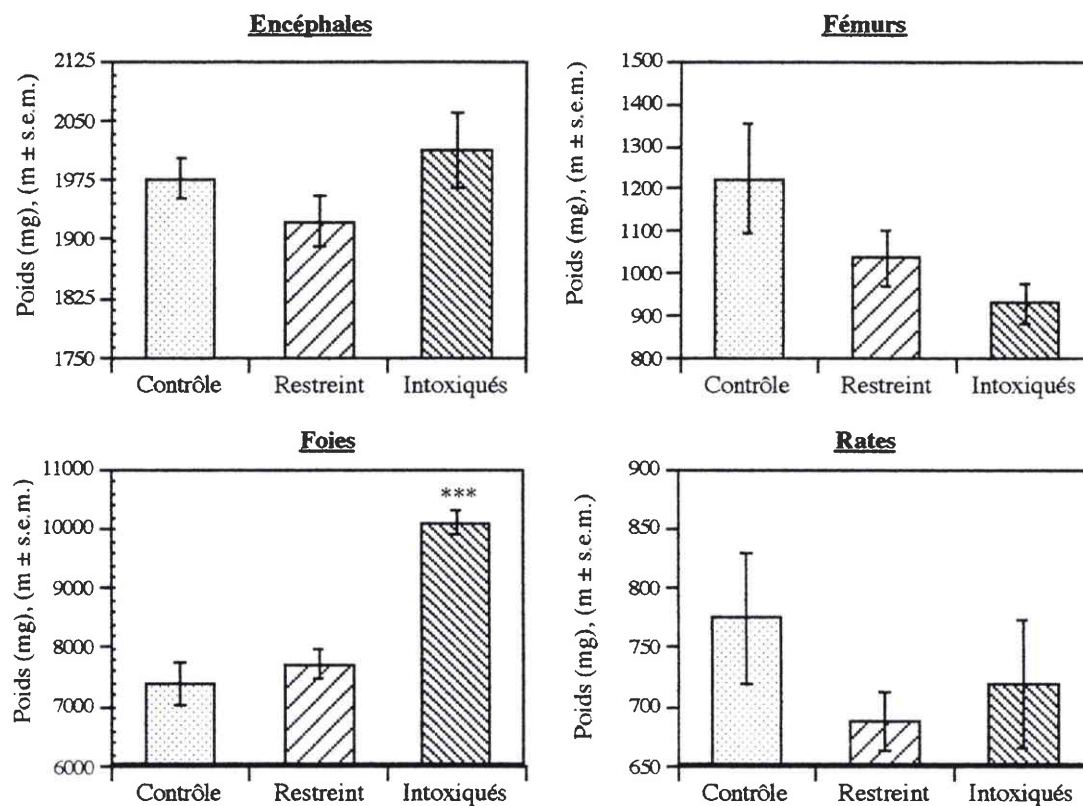 Encéphales
Poids (mg), (m ± s.e.m.)
2125
2050
1975
1900
1825
1750
Contrôle Restreint Intoxiqués
Fémurs
Poids (mg), (m ± s.e.m.)
1500
1400
1300
1200
1100
1000
900
800
Contrôle Restreint Intoxiqués
Foies
Poids (mg), (m ± s.e.m.)
11000
10000
9000
8000
7000
6000
***
Contrôle Restreint Intoxiqués
Rates
Poids (mg), (m ± s.e.m.)
900
850
800
750
700
650
Contrôle Restreint Intoxiqués